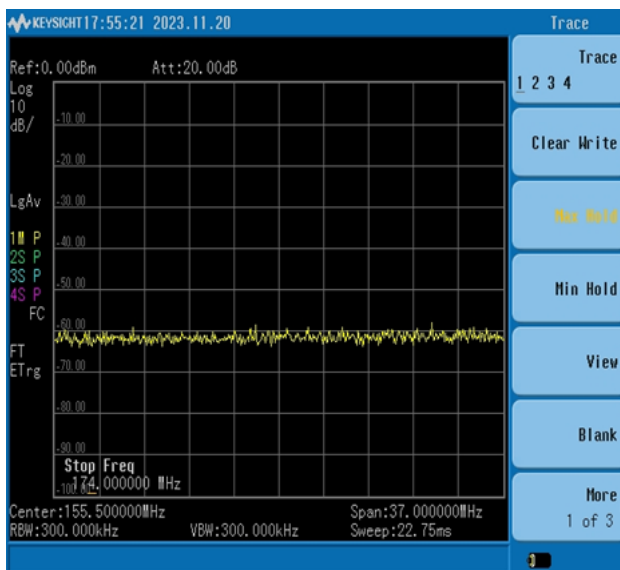 KEYSIGHT 17:55:21 2023.11.20
Trace
Ref:0.00dBm Att:20.00dB
Log
10
dB/
-10.00
-20.00
LgAv
-30.00
1M P
-40.00
2S P
3S P
-50.00
4S P
FC
-60.00
FT
-70.00
ETrg
-80.00
-90.00
Stop Freq
174.000000 MHz
-100.00
Center:155.500000MHz Span:37.000000MHz
RBW:300.000kHz VBW:300.000kHz Sweep:22.75ms
Trace
1 2 3 4
Clear Write
Max Hold
Min Hold
View
Blank
More
1 of 3